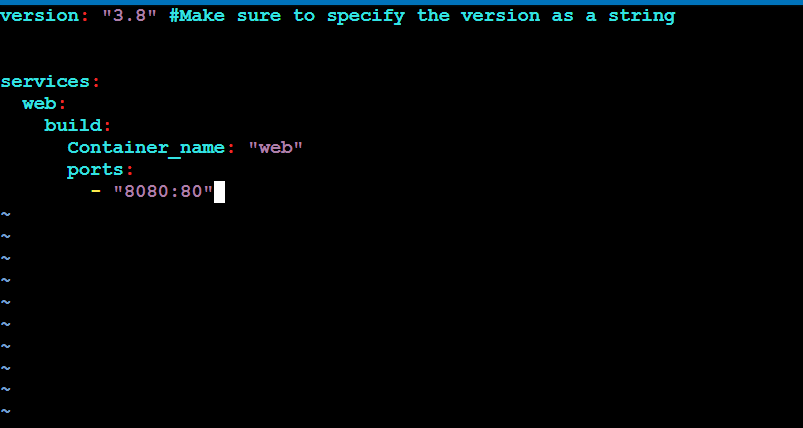 version: "3.8" #Make sure to specify the version as a string
services:
  web:
    build:
      Container_name: "web"
      ports:
        - "8080:80"
~
~
~
~
~
~
~
~
~
~